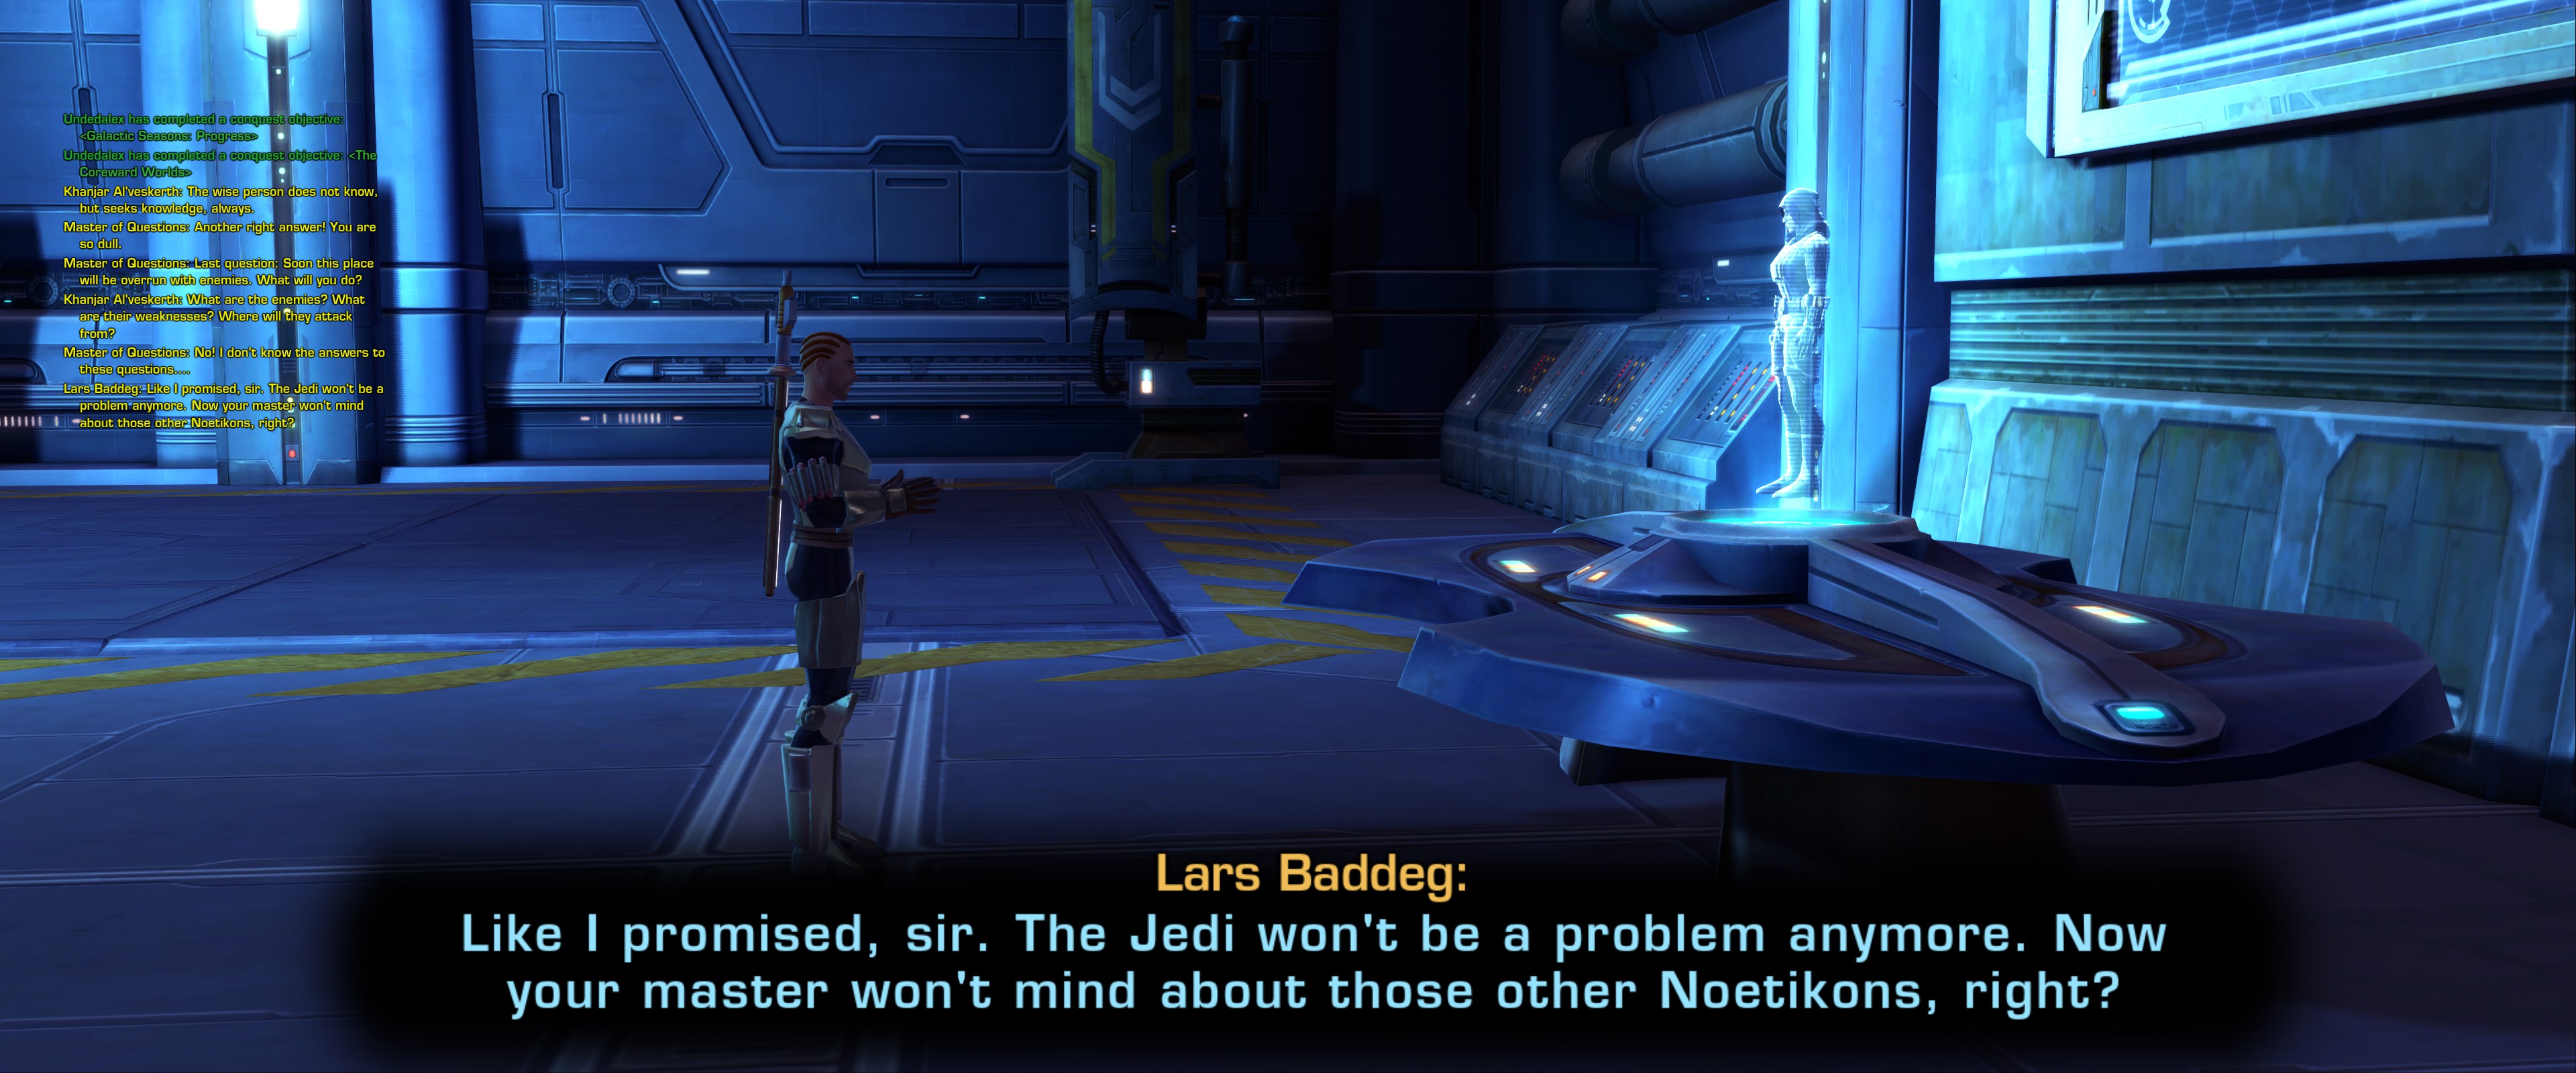 Undedalex has completed a conquest objective:
<Galactic Seasons: Progress>
Undedalex has completed a conquest objective: <The
Coreward Worlds>
Khanjar Al'veskerth: The wise person does not know,
but seeks knowledge, always.
Master of Questions: Another right answer! You are
so dull.
Master of Questions: Last question: Soon this place
will be overrun with enemies. What will you do?
Khanjar Al'veskerth: What are the enemies? What
are their weaknesses? Where will they attack
from?
Master of Questions: No! I don't know the answers to
these questions....
Lars Baddeg: Like I promised, sir. The Jedi won't be a
problem anymore. Now your master won't mind
about those other Noetikons, right?
Lars Baddeg:
Like I promised, sir. The Jedi won't be a problem anymore. Now
your master won't mind about those other Noetikons, right?